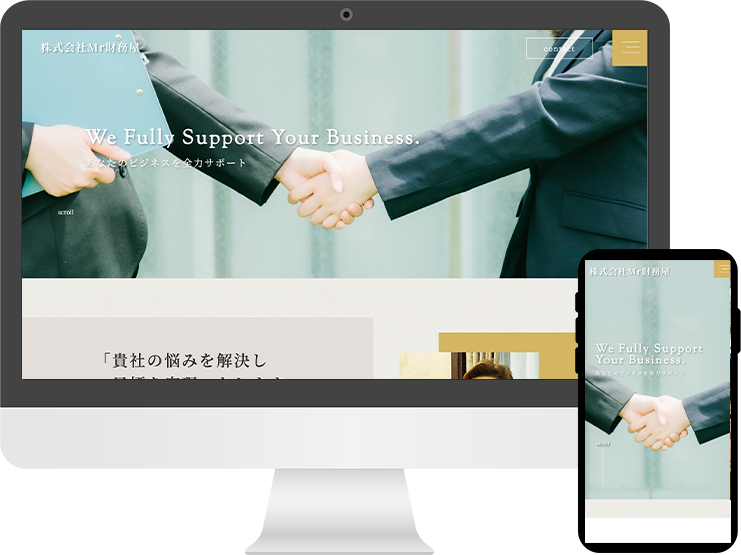 株式会社Mr財務屋
contact
We Fully Support Your Business.
あなたのビジネスを全力サポート
scroll
「貴社の悩みを解決し
株式会社Mr財務屋
We Fully Support
Your Business.
あなたのビジネスを全力サポート
scroll